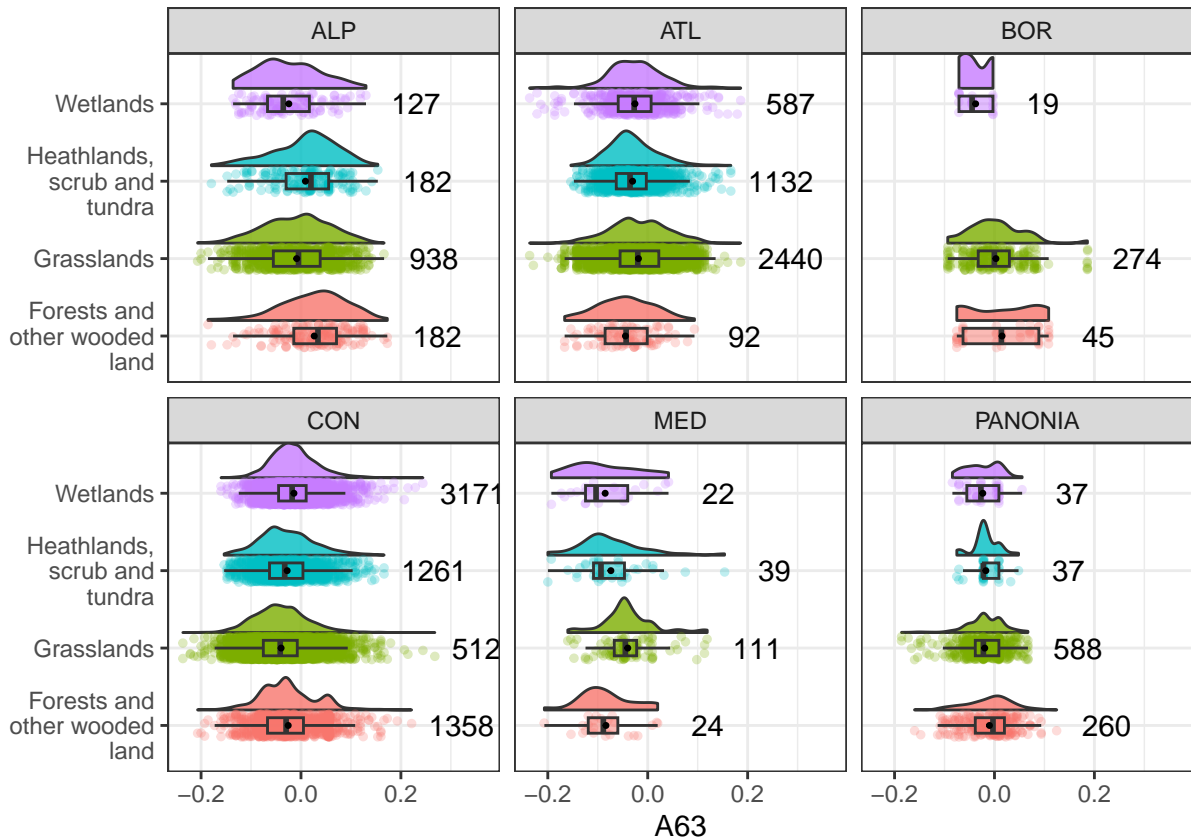 ALP
ATL
BOR
Wetlands
127
587
19
Heathlands,
scrub and
tundra
182
1132
Grasslands
938
2440
274
Forests and
other wooded
land
182
92
45
CON
MED
PANONIA
Wetlands
3171
22
37
Heathlands,
scrub and
tundra
1261
39
37
Grasslands
512
111
588
Forests and
other wooded
land
1358
24
260
−0.2
0.0
0.2
−0.2
0.0
0.2
−0.2
0.0
0.2
A63